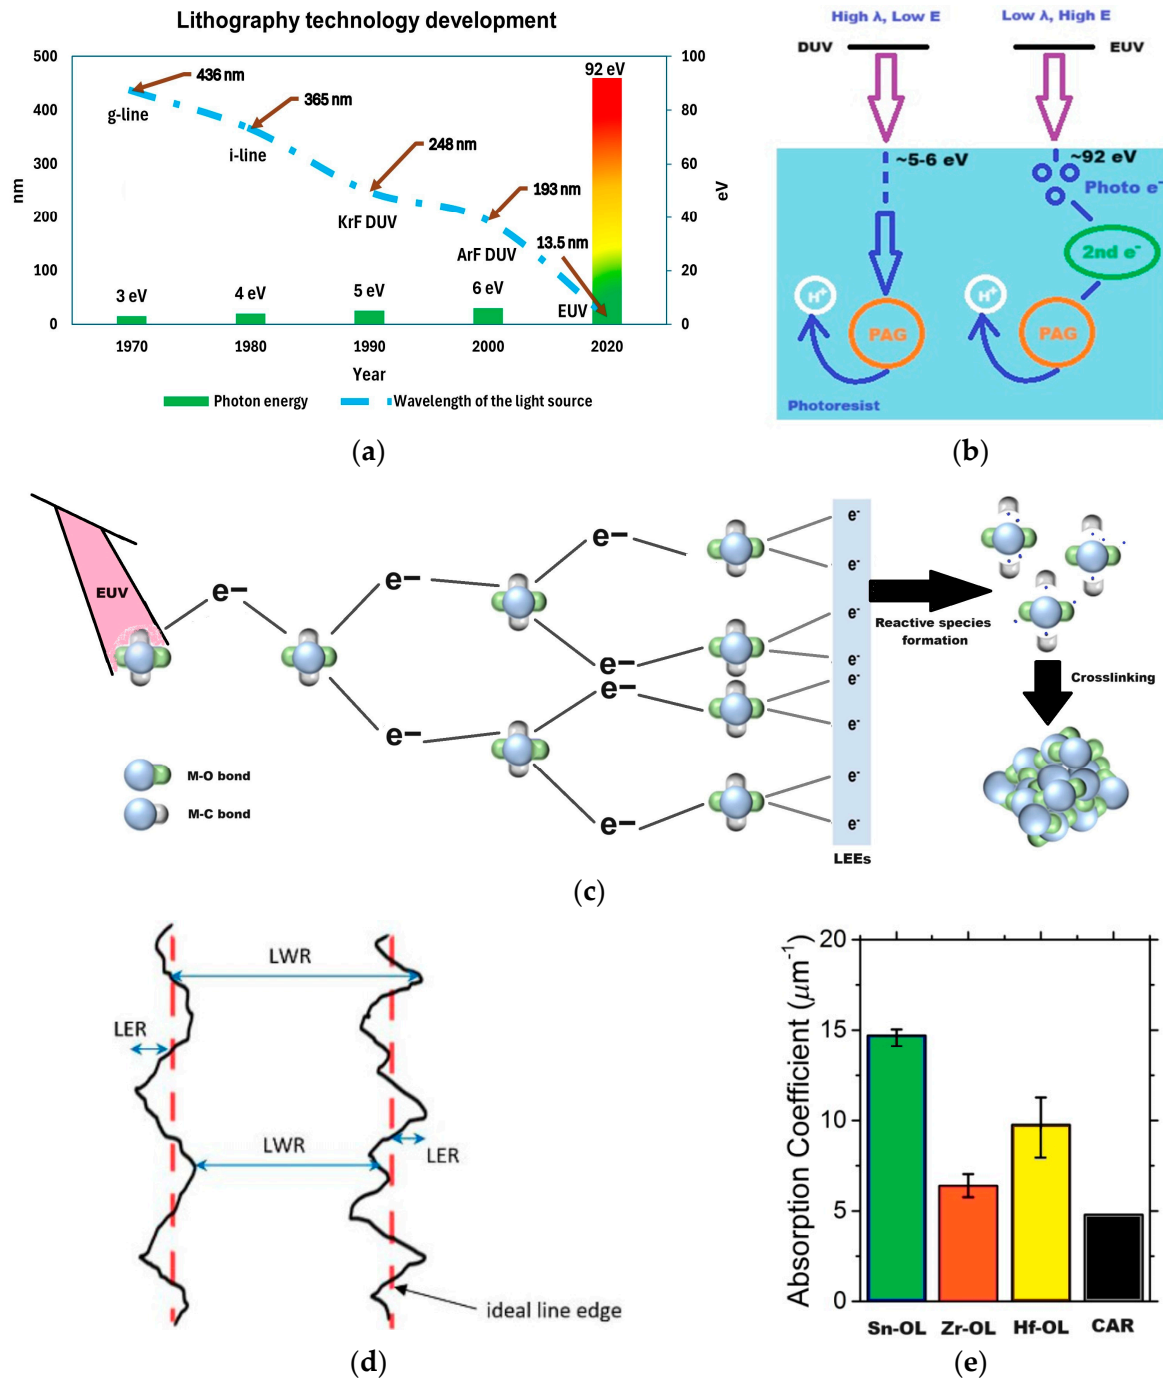 Lithography technology development
500
400
300
200
100
0
nm
100
80
60
40
20
0
eV
436 nm
g-line
365 nm
i-line
248 nm
KrF DUV
193 nm
ArF DUV
13.5 nm
EUV
92 eV
3 eV
4 eV
5 eV
6 eV
1970
1980
1990
2000
2020
Year
Photon energy
Wavelength of the light source
(a)
High λ, Low E
Low λ, High E
DUV
EUV
~5-6 eV
~92 eV
Photo e-
2nd e-
H+
PAG
H+
PAG
Photoresist
(b)
EUV
e−
e−
e−
e−
e−
e−
e−
e-
e-
e-
e-
e-
e-
e-
e-
LEEs
Reactive species
formation
Crosslinking
M-O bond
M-C bond
(c)
LWR
LER
LWR
LER
ideal line edge
(d)
Absorption Coefficient (μm-1)
20
15
10
5
0
Sn-OL
Zr-OL
Hf-OL
CAR
(e)